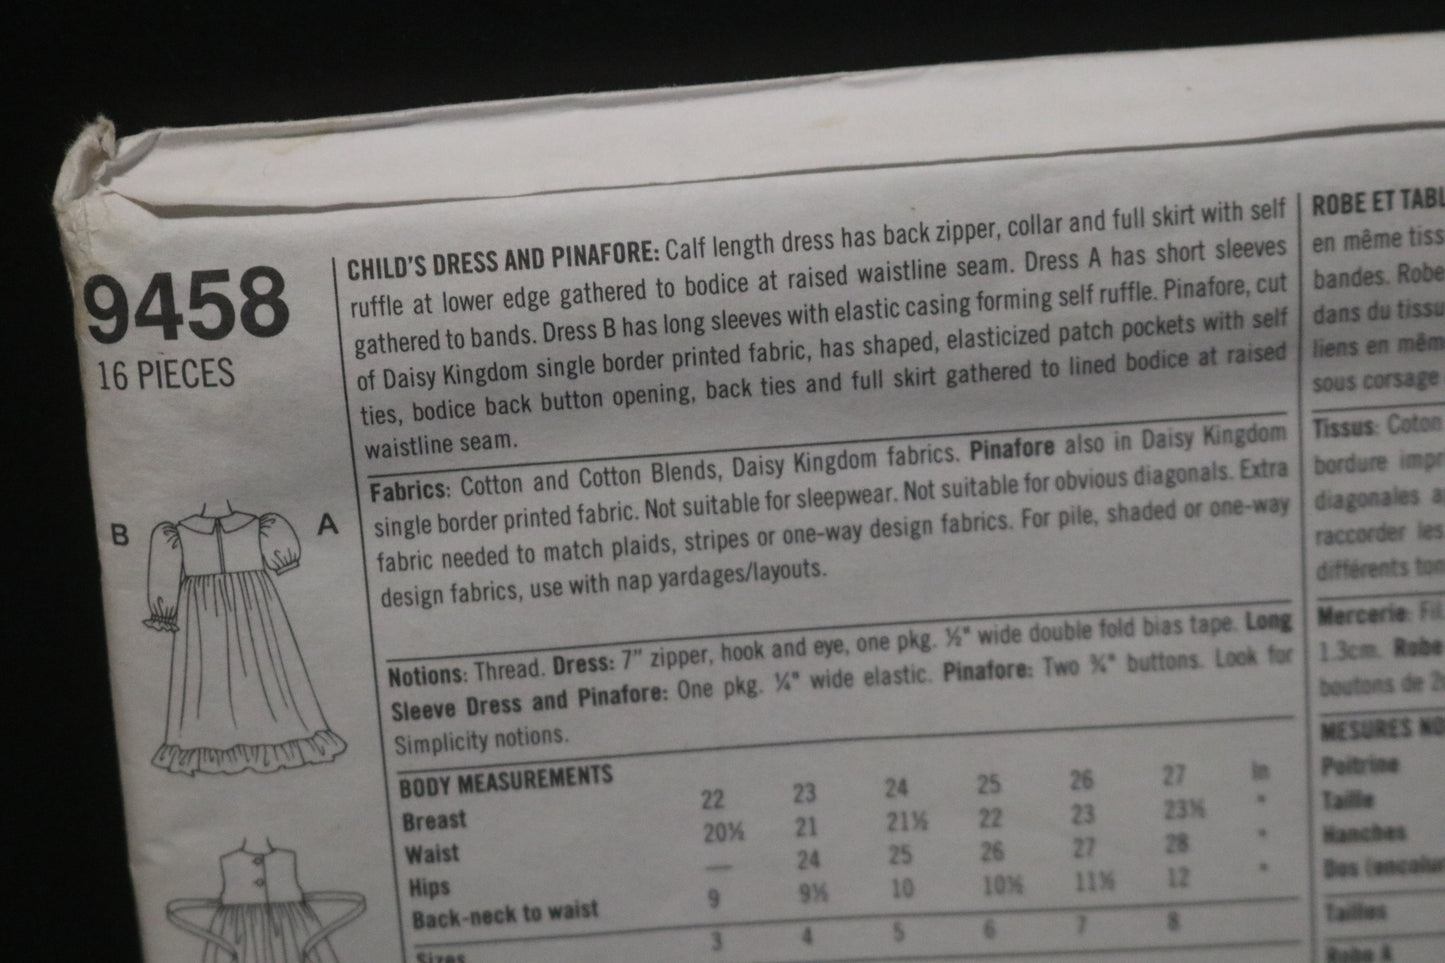 9458
16 PIECES
B
A
CHILD'S DRESS AND PINAFORE: Calf length dress has back zipper, collar and full skirt with self
ruffle at lower edge gathered to bodice at raised waistline seam. Dress A has short sleeves
gathered to bands. Dress B has long sleeves with elastic casing forming self ruffle. Pinafore, cut
of Daisy Kingdom single border printed fabric, has shaped, elasticized patch pockets with self
ties, bodice back button opening, back ties and full skirt gathered to lined bodice at raised
waistline seam.
Fabrics: Cotton and Cotton Blends, Daisy Kingdom fabrics. Pinafore also in Daisy Kingdom
single border printed fabric. Not suitable for sleepwear. Not suitable for obvious diagonals. Extra
fabric needed to match plaids, stripes or one-way design fabrics. For pile, shaded or one-way
design fabrics, use with nap yardages/layouts.
Notions: Thread. Dress: 7" zipper, hook and eye, one pkg. ½" wide double fold bias tape. Long
Sleeve Dress and Pinafore: One pkg. ¼" wide elastic. Pinafore: Two ¾" buttons. Look for
Simplicity notions.
BODY MEASUREMENTS
Breast 22 23 24 25 26 27 In
Waist 20½ 21 21½ 22 23 23½ "
Hips — 24 25 26 27 28 "
Back-neck to waist 9 9½ 10 10½ 11½ 12 "
Sizes 3 4 5 6 7 8
ROBE ET TABL
en même tiss
bandes. Robe
dans du tissu
liens en mêm
sous corsage
Tissus: Coton
bordure impr
diagonales a
raccorder les
différents ton
Mercerie: Fil
1.3cm. Robe
boutons de 2
MESURES NO
Poitrine
Taille
Hanches
Dos (encolur
Tailles
Robe A